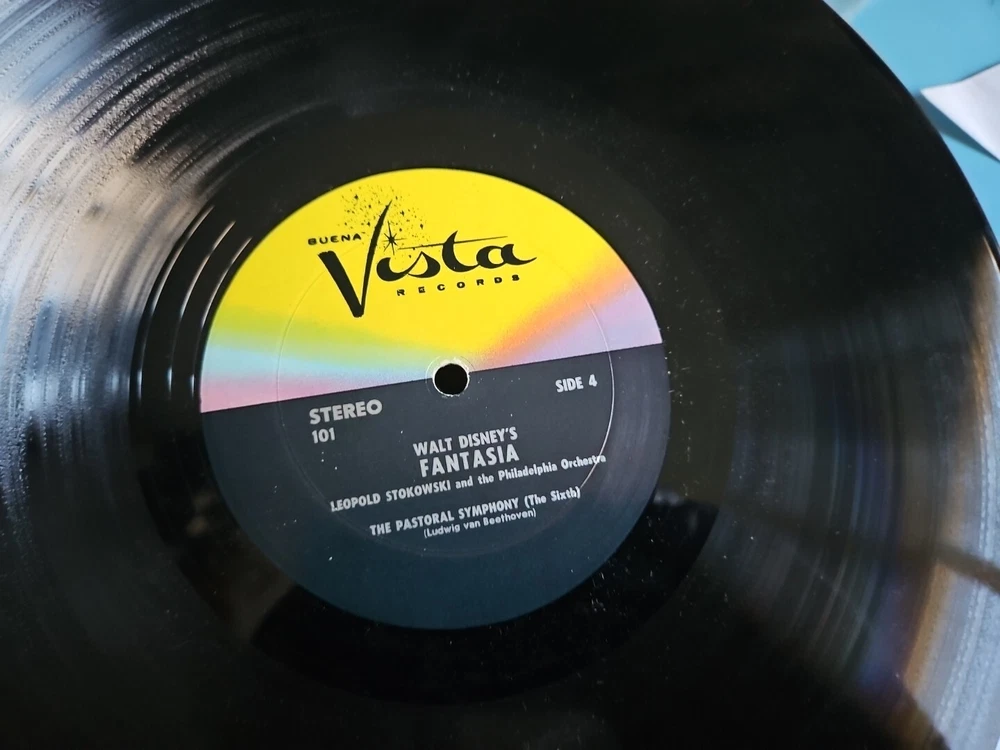 BUENA
Vista
RECORDS
STEREO
SIDE 4
101
WALT DISNEY'S
FANTASIA
LEOPOLD STOKOWSKI and the Philadelphia Orchestra
THE PASTORAL SYMPHONY (The Sixth)
(Ludwig van Beethoven)